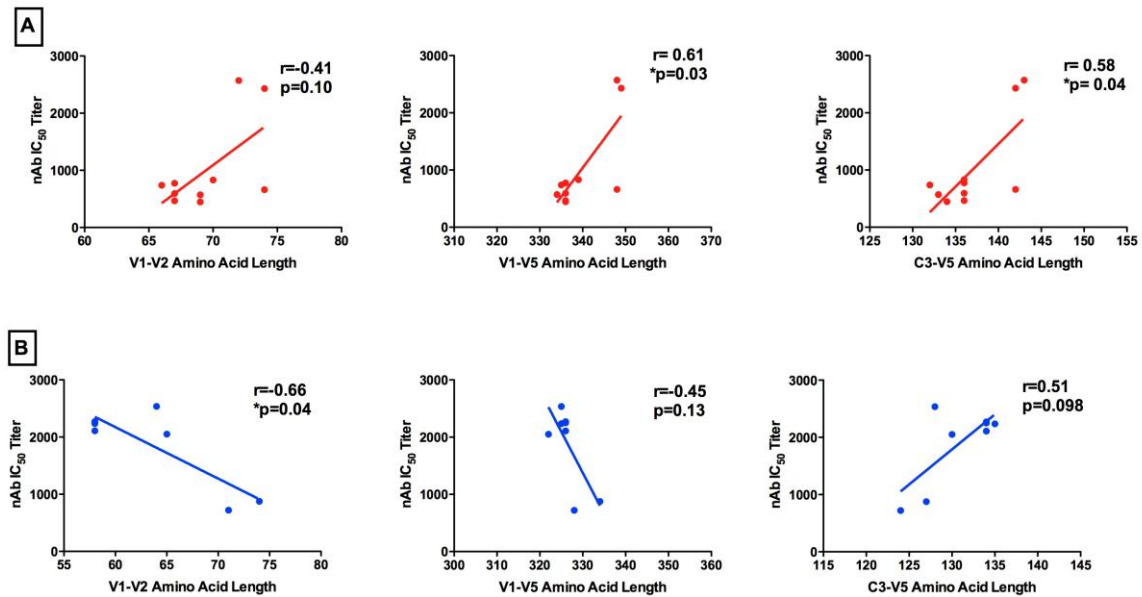 A
r=-0.41
p=0.10
nAb IC50 Titer
3000
2000
1000
0
60 65 70 75 80
V1-V2 Amino Acid Length
r= 0.61
*p=0.03
nAb IC50 Titer
3000
2000
1000
0
310 320 330 340 350 360 370
V1-V5 Amino Acid Length
r= 0.58
*p= 0.04
nAb IC50 Titer
3000
2000
1000
0
125 130 135 140 145 150 155
C3-V5 Amino Acid Length
B
r=-0.66
*p=0.04
nAb IC50 Titer
3000
2000
1000
0
55 60 65 70 75 80
V1-V2 Amino Acid Length
r=-0.45
p=0.13
nAb IC50 Titer
3000
2000
1000
0
300 310 320 330 340 350 360
V1-V5 Amino Acid Length
r=0.51
p=0.098
nAb IC50 Titer
3000
2000
1000
0
115 120 125 130 135 140 145
C3-V5 Amino Acid Length